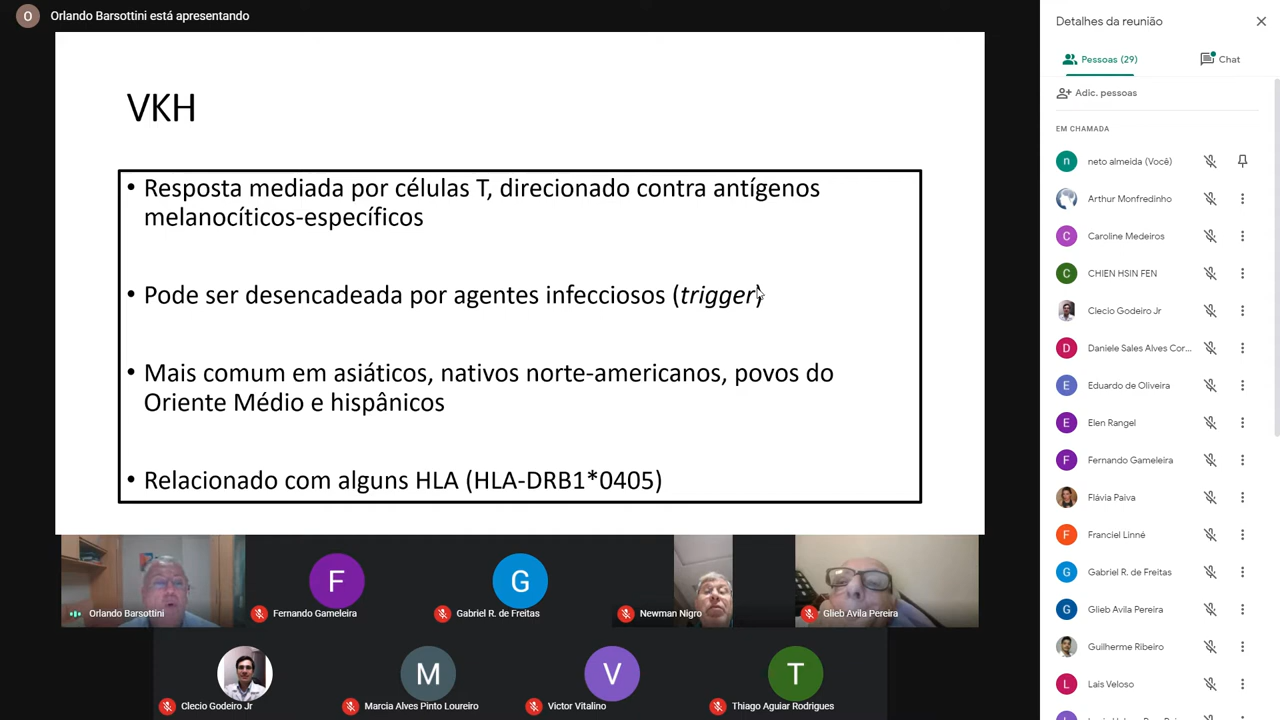 O
Orlando Barsottini está apresentando
VKH
• Resposta mediada por células T, direcionado contra antígenos
melanocíticos-específicos
• Pode ser desencadeada por agentes infecciosos (trigger)
• Mais comum em asiáticos, nativos norte-americanos, povos do
Oriente Médio e hispânicos
• Relacionado com alguns HLA (HLA-DRB1*0405)
Orlando Barsottini
F
Fernando Gameleira
G
Gabriel R. de Freitas
Newman Nigro
Glieb Avila Pereira
Clecio Godeiro Jr
M
Marcia Alves Pinto Loureiro
V
Victor Vitalino
T
Thiago Aguiar Rodrigues
Detalhes da reunião
Pessoas (29)
Chat
Adic. pessoas
EM CHAMADA
n neto almeida (Você)
Arthur Monfredinho
C Caroline Medeiros
C CHIEN HSIN FEN
Clecio Godeiro Jr
D Daniele Sales Alves Cor...
E Eduardo de Oliveira
E Elen Rangel
F Fernando Gameleira
F Flávia Paiva
F Franciel Linné
G Gabriel R. de Freitas
G Glieb Avila Pereira
Guilherme Ribeiro
L Laís Veloso